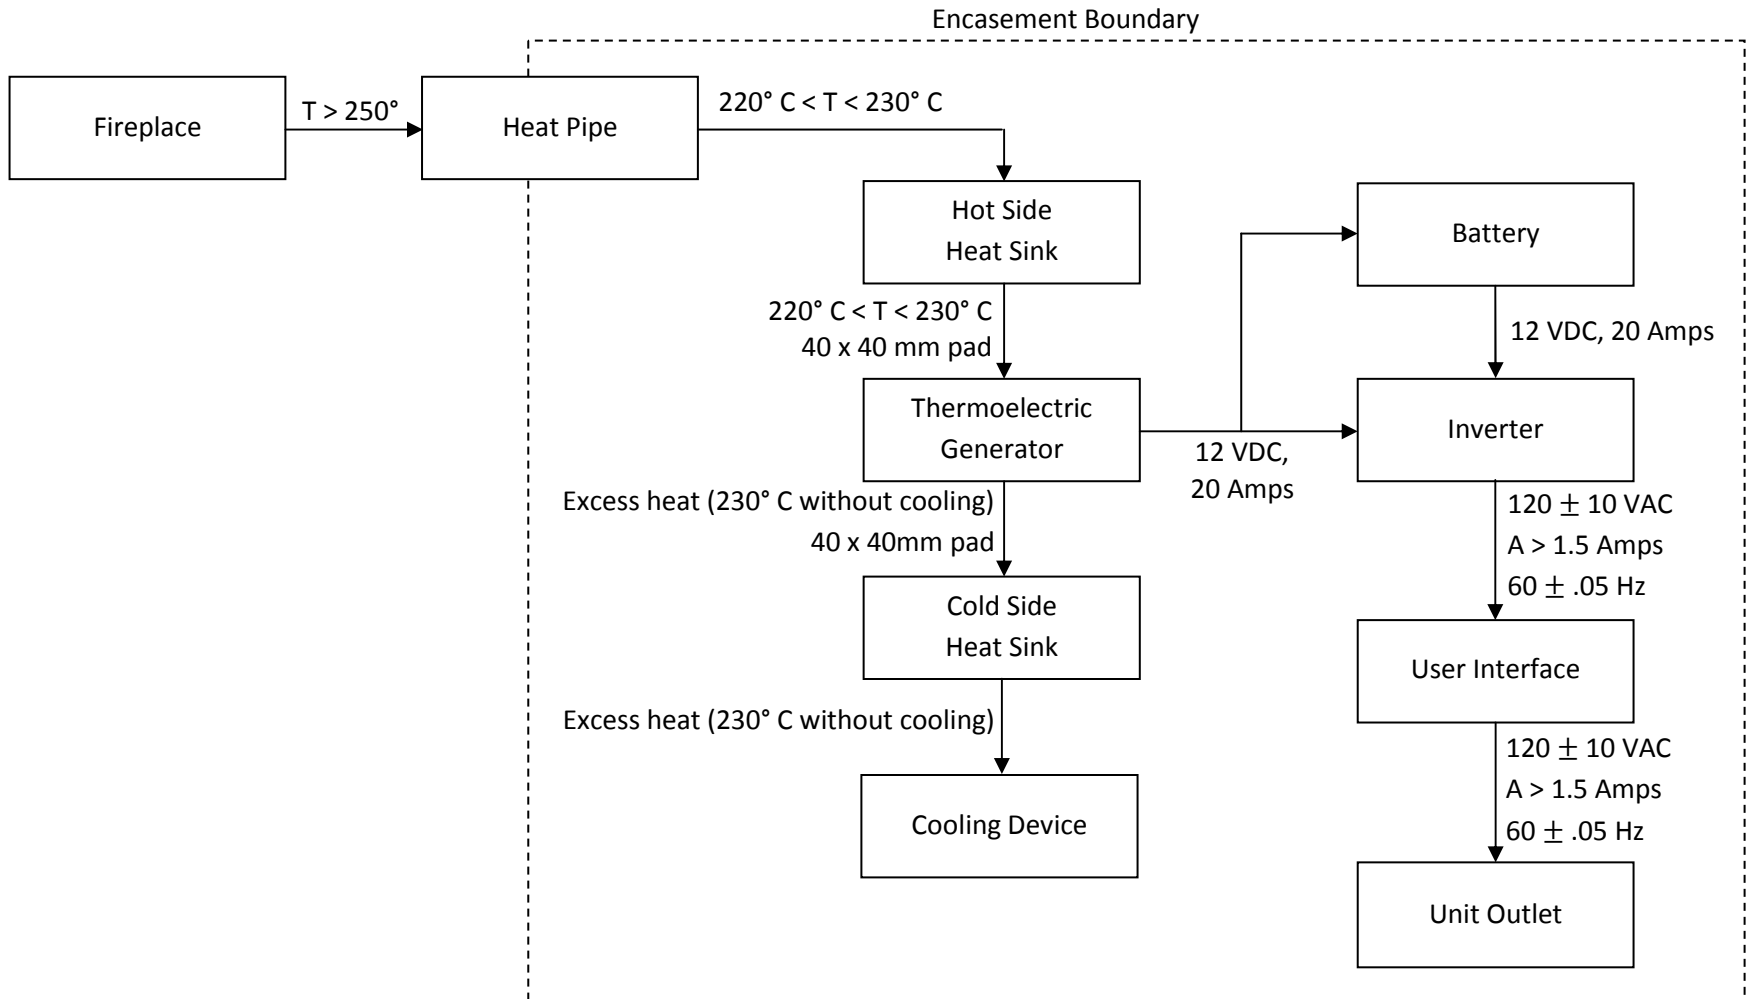 Encasement Boundary
Fireplace
T > 250°
Heat Pipe
220° C < T < 230° C
Hot Side
Heat Sink
220° C < T < 230° C
40 x 40 mm pad
Thermoelectric
Generator
12 VDC,
20 Amps
Battery
12 VDC, 20 Amps
Inverter
Excess heat (230° C without cooling)
40 x 40mm pad
Cold Side
Heat Sink
Excess heat (230° C without cooling)
Cooling Device
120 ± 10 VAC
A > 1.5 Amps
60 ± .05 Hz
User Interface
120 ± 10 VAC
A > 1.5 Amps
60 ± .05 Hz
Unit Outlet